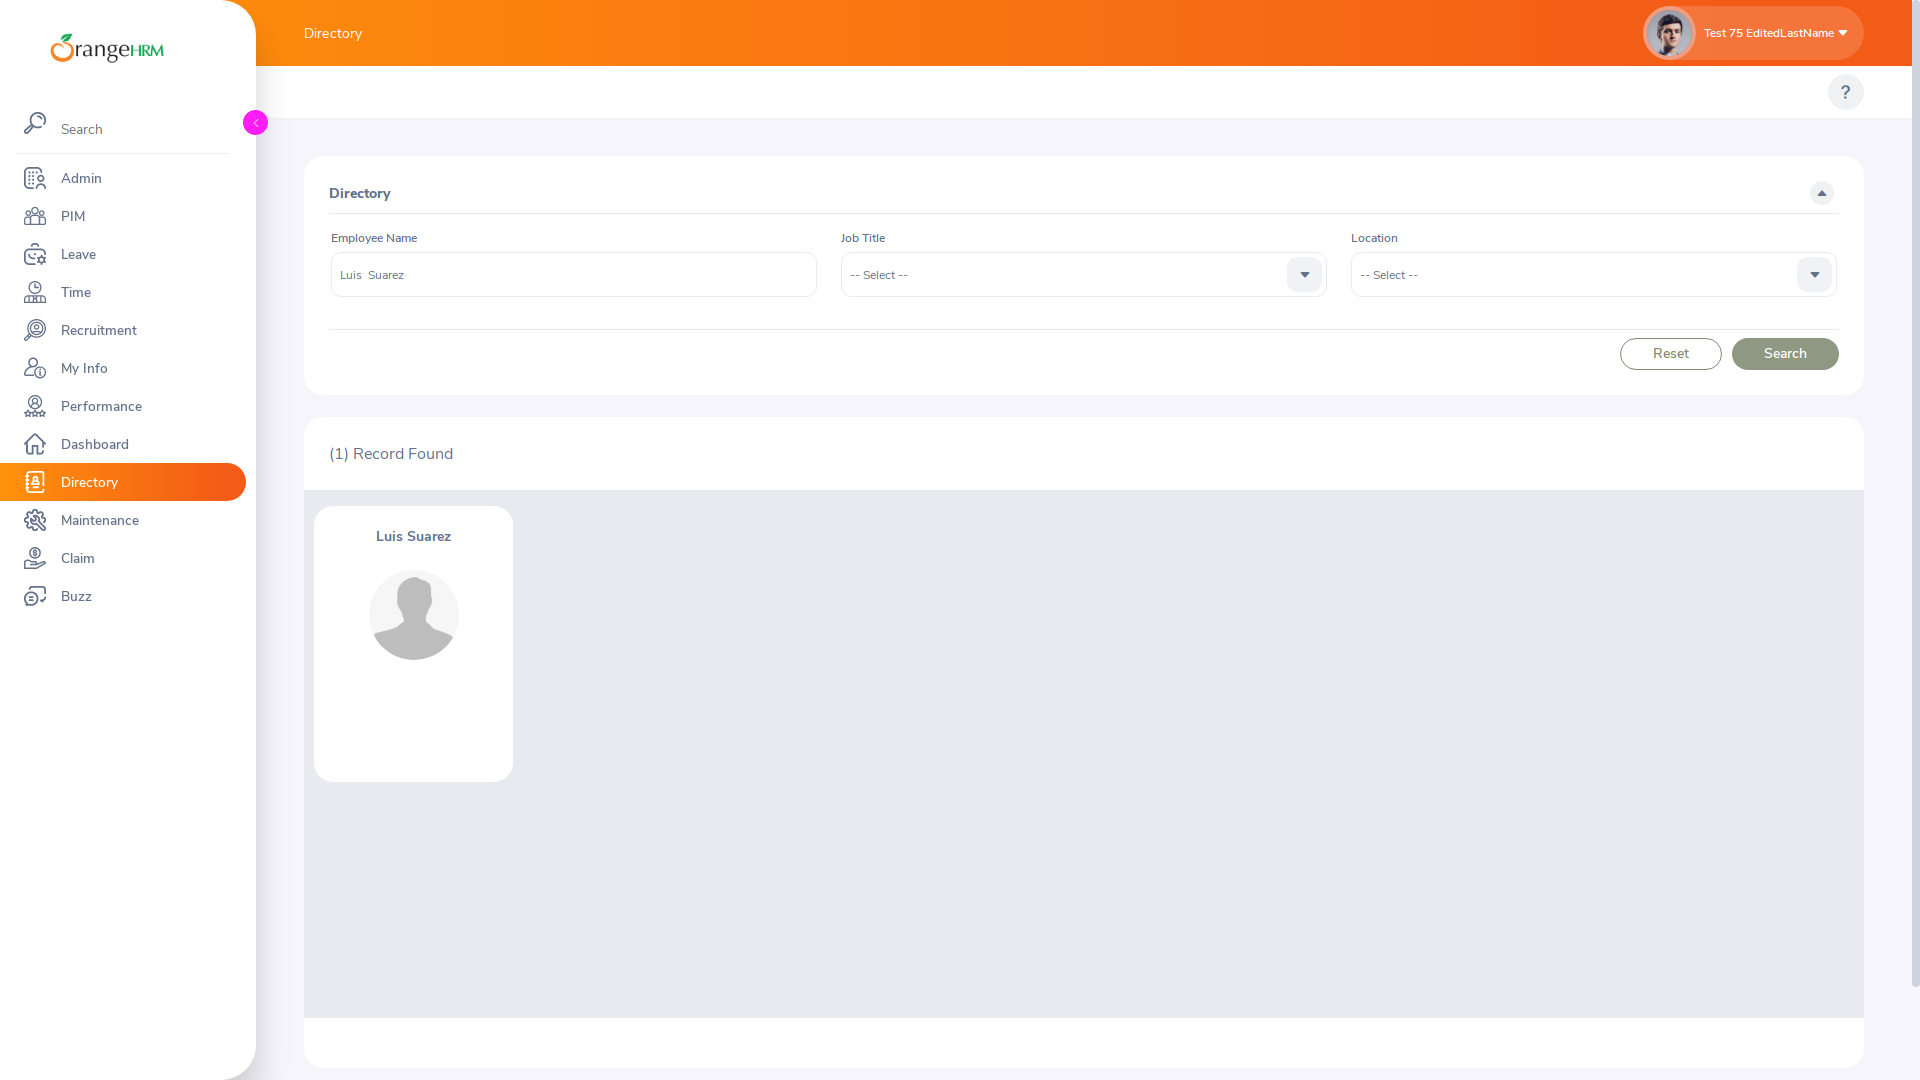 OrangeHRM
Directory
Test 75 EditedLastName
Search
?
Admin
PIM
Leave
Time
Recruitment
My Info
Performance
Dashboard
Directory
Maintenance
Claim
Buzz
Directory
Employee Name
Job Title
Location
Luis  Suarez
-- Select --
-- Select --
Reset
Search
(1) Record Found
Luis Suarez